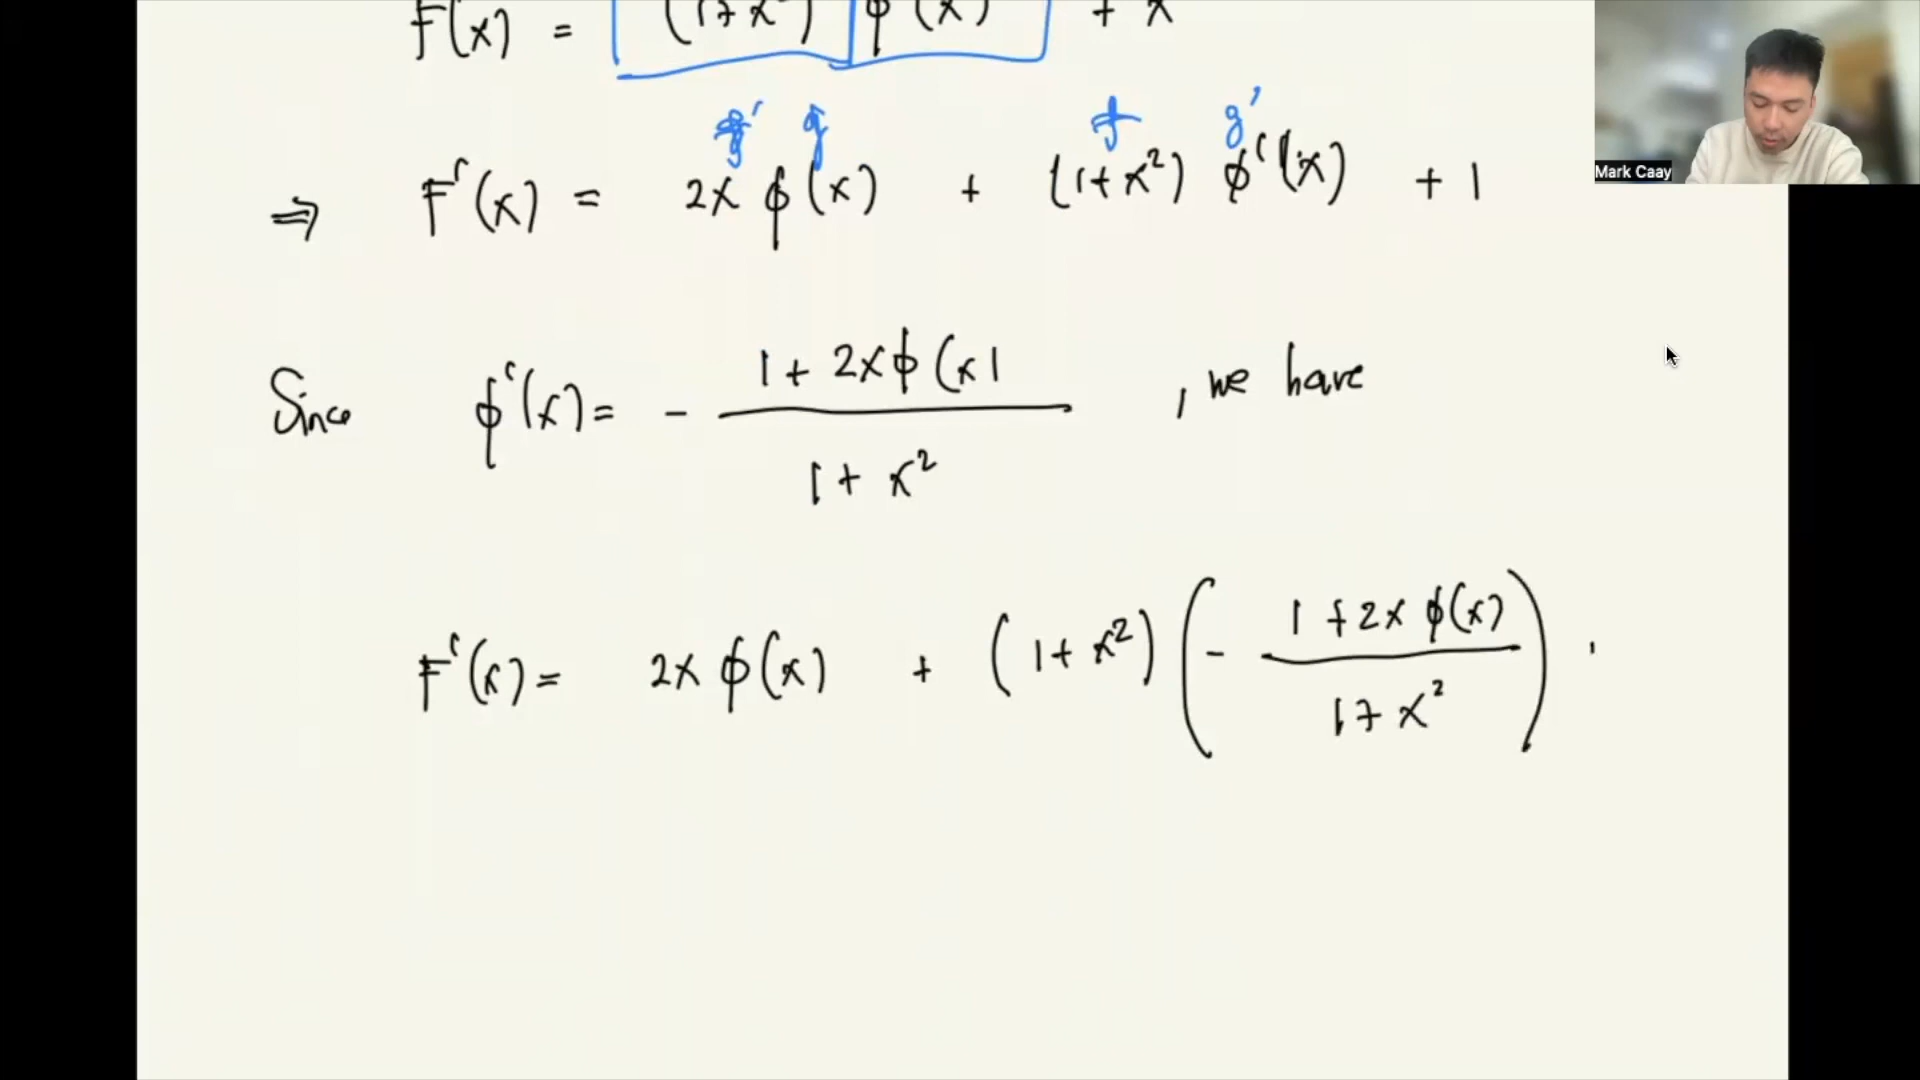 F(x) = (1+x²) φ(x) + x
Mark Caay
g' g f g'
⇒ F'(x) = 2x φ(x) + (1+x²) φ'(x) + 1
Since φ'(x) = - (1 + 2xφ(x)) / (1 + x²) , we have
F'(x) = 2x φ(x) + (1+x²) ( - (1+2x φ(x)) / (1+x²) )